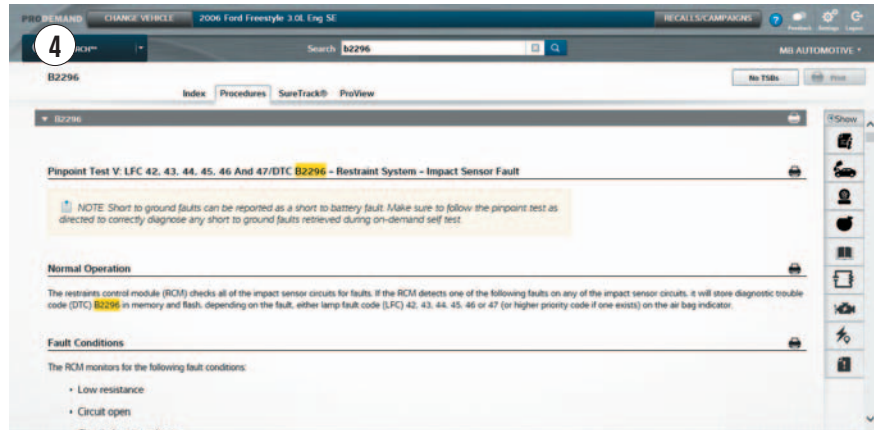 PRODEMAND CHANGE VEHICLE 2006 Ford Freestyle 3.0L Eng SE RECALLS/CAMPAIGNS Feedback Settings Logout
4 Search b2296 MB AUTOMOTIVE
B2296 No TSBs Print
Index Procedures SureTrack® ProView
B2296
Show
Pinpoint Test V: LFC 42, 43, 44, 45, 46 And 47/DTC B2296 - Restraint System - Impact Sensor Fault
NOTE: Short to ground faults can be reported as a short to battery fault. Make sure to follow the pinpoint test as
directed to correctly diagnose any short to ground faults retrieved during on-demand self test.
Normal Operation
The restraints control module (RCM) checks all of the impact sensor circuits for faults. If the RCM detects one of the following faults on any of the impact sensor circuits, it will store diagnostic trouble
code (DTC) B2296 in memory and flash, depending on the fault, either lamp fault code (LFC) 42, 43, 44, 45, 46 or 47 (or higher priority code if one exists) on the air bag indicator.
Fault Conditions
The RCM monitors for the following fault conditions:
• Low resistance
• Circuit open